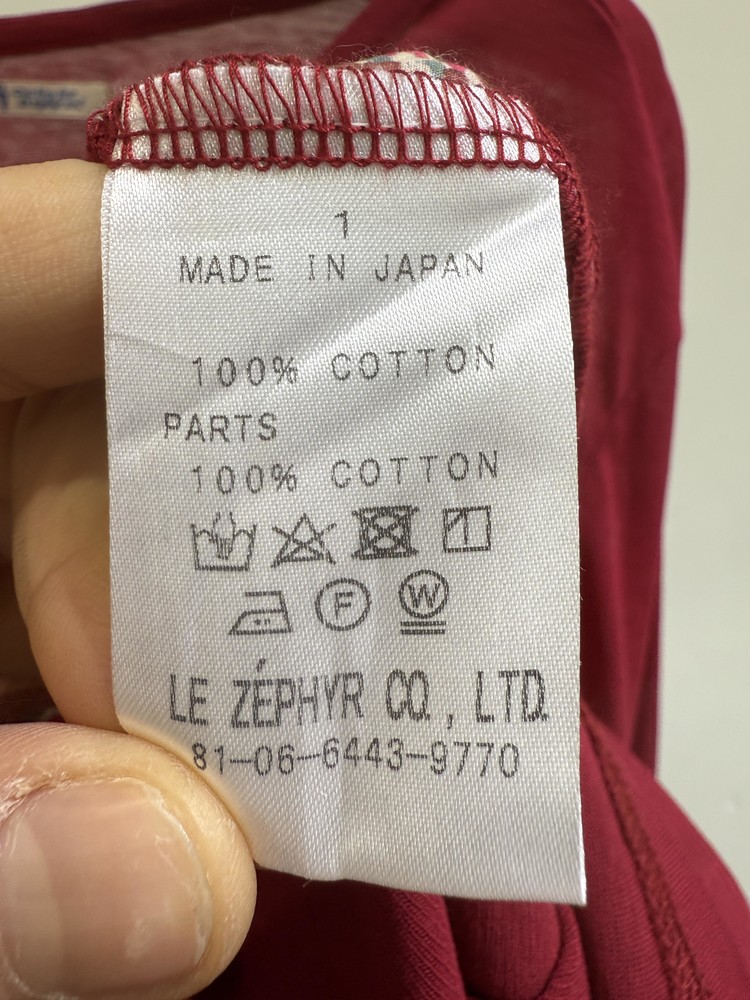 1
MADE IN JAPAN
100% COTTON
PARTS
100% COTTON
F W
LE ZÉPHYR CO., LTD.
81-06-6443-9770